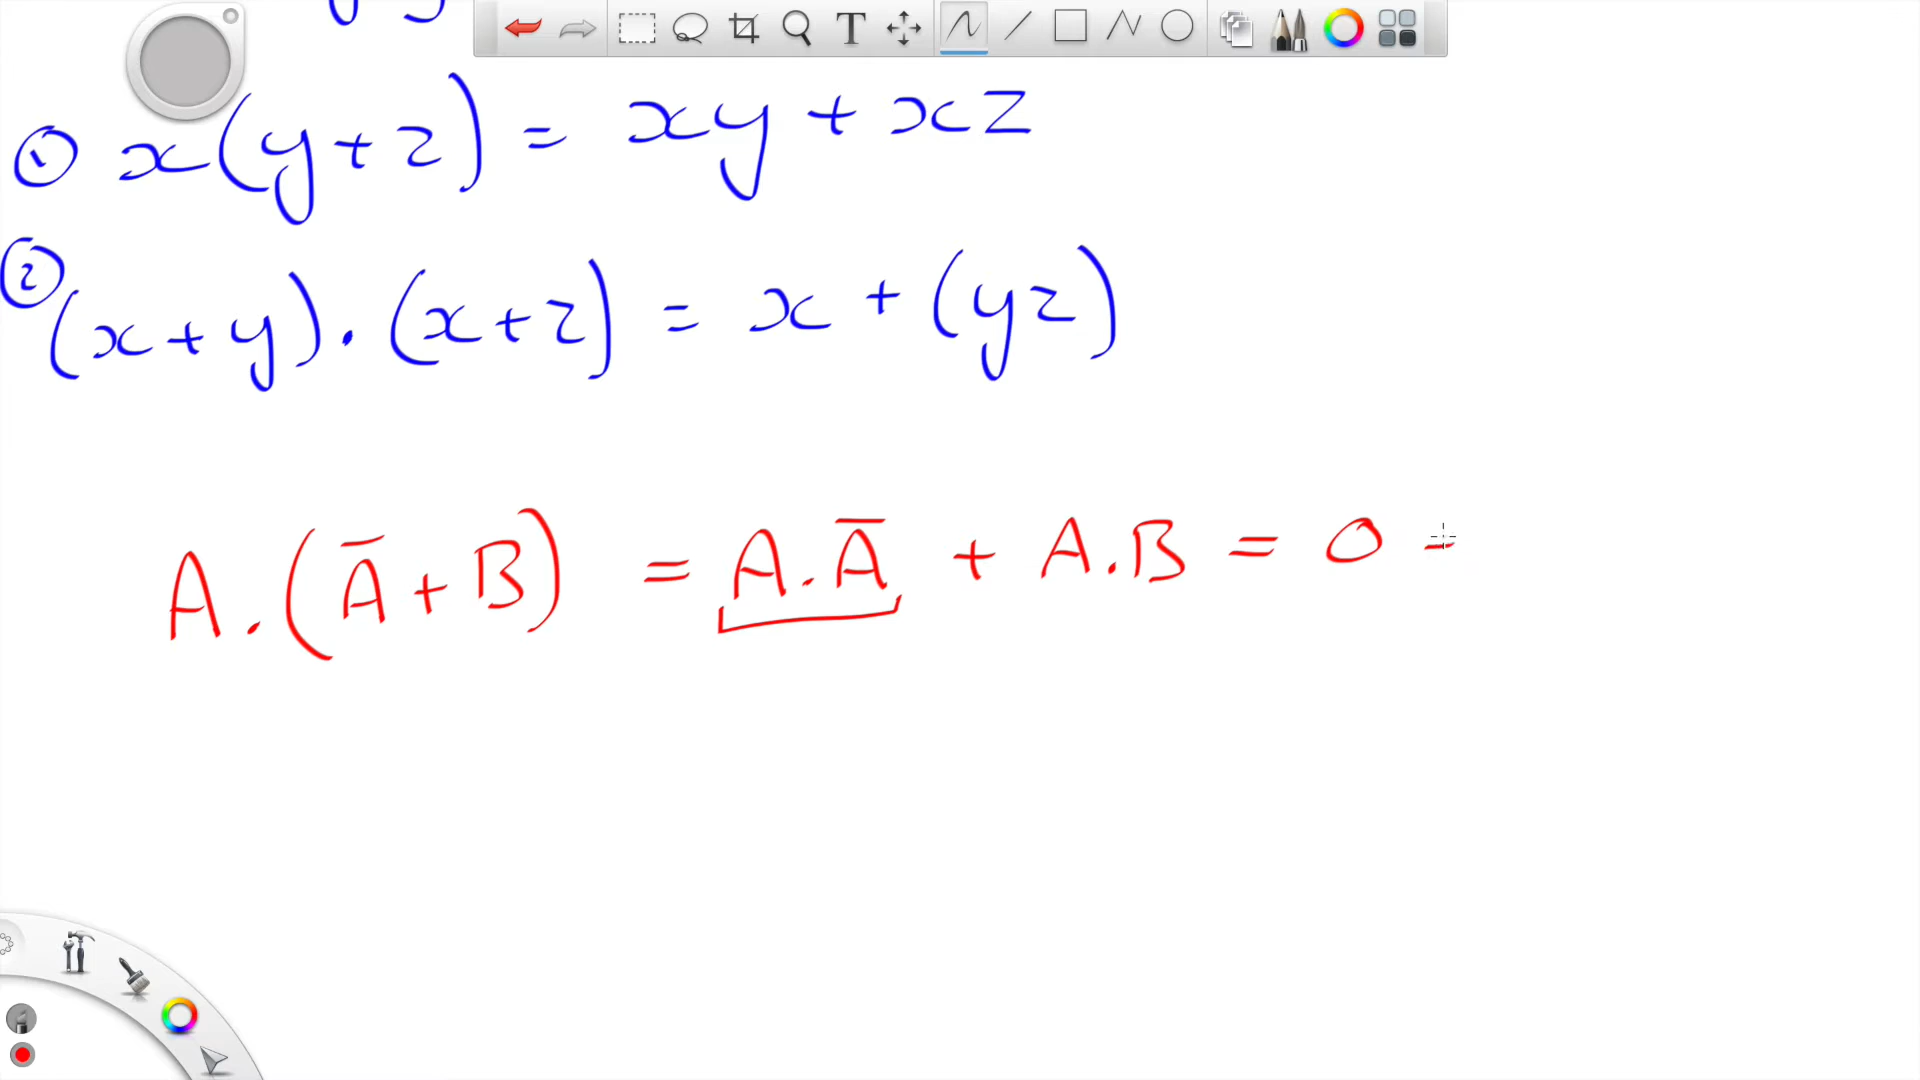 ① x(y+z) = xy + xz
② (x+y).(x+z) = x + (yz)
A.(Ā+B) = A.Ā + A.B = 0 -